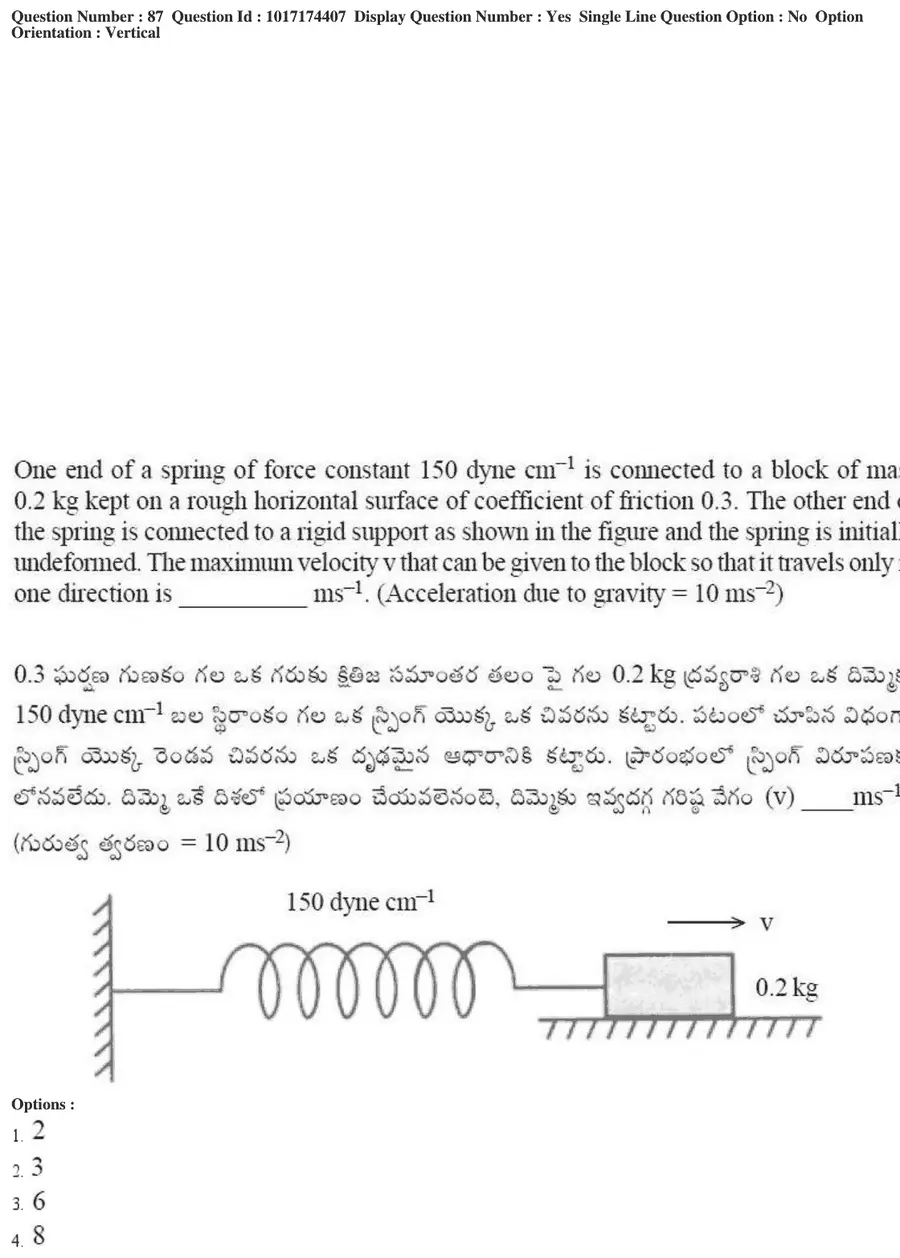 Question Number : 87 Question Id : 1017174407 Display Question Number : Yes Single Line Question Option : No Option
Orientation : Vertical
One end of a spring of force constant 150 dyne cm⁻¹ is connected to a block of
0.2 kg kept on a rough horizontal surface of coefficient of friction 0.3. The other end
the spring is connected to a rigid support as shown in the figure and the spring is
undeformed. The maximum velocity v that can be given to the block so that it travels only
one direction is __________ ms⁻¹. (Acceleration due to gravity = 10 ms⁻²)
0.3 ఘర్షణ గుణకం గల ఒక గరుకు క్షితిజ సమాంతర తలం పై గల 0.2 kg ద్రవ్యరాశి గల ఒక
150 dyne cm⁻¹ బల స్థిరాంకం గల ఒక స్ప్రింగ్ యొక్క ఒక చివరను కట్టారు. పటంలో చూపిన
స్ప్రింగ్ యొక్క రెండవ చివరను ఒక దృఢమైన ఆధారానికి కట్టారు. ప్రారంభంలో స్ప్రింగ్
లోనవలేదు. దిమ్మె ఒకే దిశలో ప్రయాణం చేయవలెనంటె, దిమ్మెకు ఇవ్వదగ్గ గరిష్ఠ వేగం (v) ____ms⁻¹
(గురుత్వ త్వరణం = 10 ms⁻²)
150 dyne cm⁻¹
v
0.2 kg
Options :
1. 2
2. 3
3. 6
4. 8